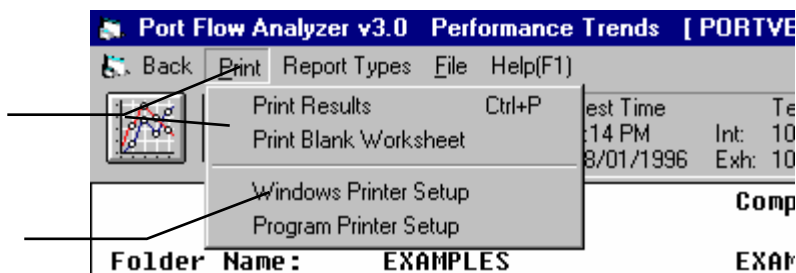 Port Flow Analyzer v3.0 Performance Trends [ PORTVE
Back Print Report Types File Help(F1)
Print Results Ctrl+P
Print Blank Worksheet
Windows Printer Setup
Program Printer Setup
est Time Te
:14 PM Int: 10
8/01/1996 Exh: 10
Comp
Folder Name: EXAMPLES EXAM